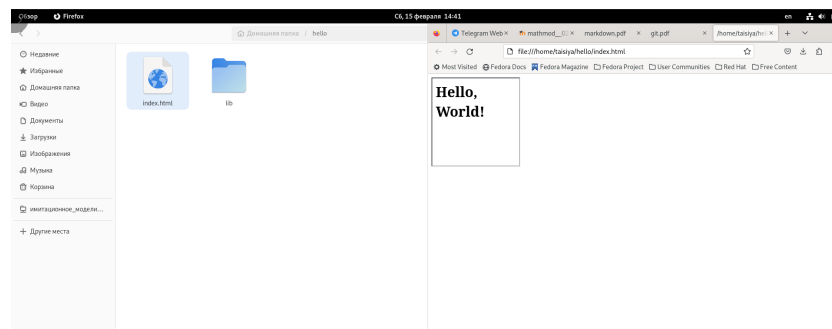 Обзор Firefox Сб, 15 февраля 14:41 en
Домашняя папка / hello
Недавние
Избранные
Домашняя папка
Видео
Документы
Загрузки
Изображения
Музыка
Корзина
имитационное_модели...
Другие места
index.html lib
Telegram Web × markdown.pdf × git.pdf × /home/taisiya/hel ×
file:///home/taisiya/hello/index.html
Most Visited Fedora Docs Fedora Magazine Fedora Project User Communities Red Hat Free Content
Hello,
World!